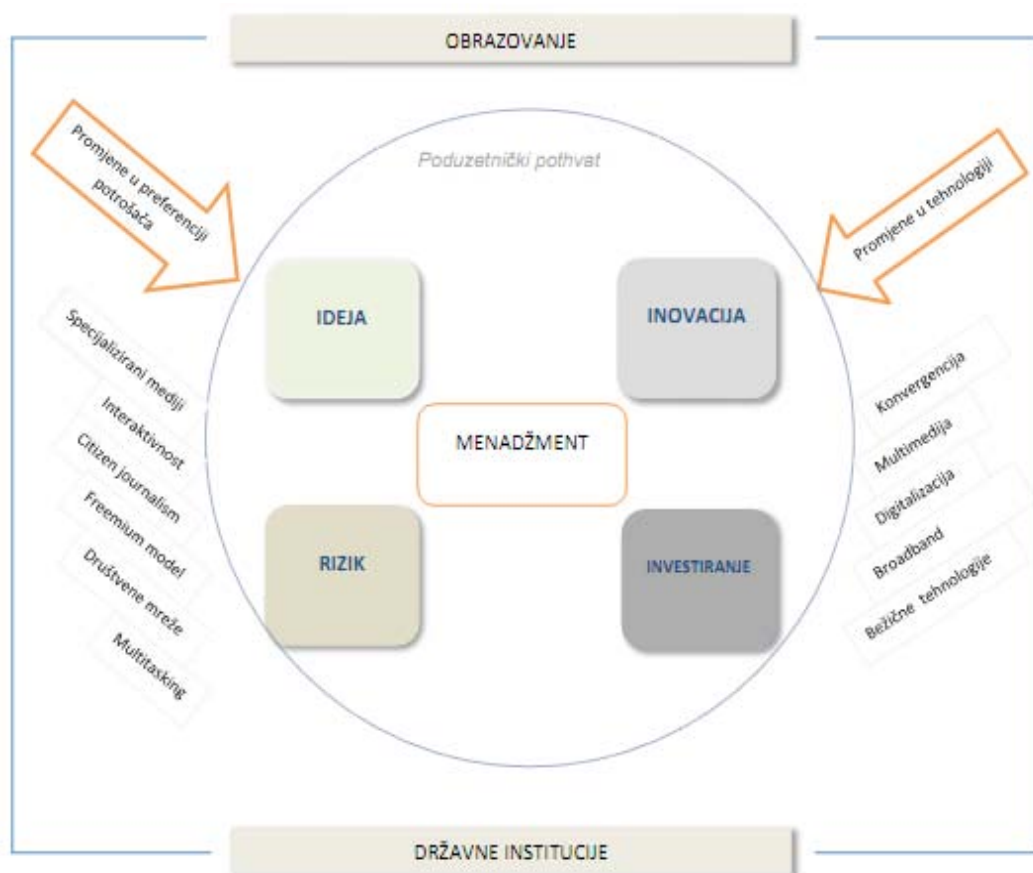 OBRAZOVANJE
Poduzetnički pothvat
Promjene u preferenciji
potrošača
Promjene u tehnologiji
IDEJA
INOVACIJA
MENADŽMENT
RIZIK
INVESTIRANJE
Specijalizirani mediji
Interaktivnost
Citizen journalism
Freemium model
Društvene mreže
Multitasking
Konvergencija
Multimedija
Digitalizacija
Broadband
Bežične tehnologije
DRŽAVNE INSTITUCIJE